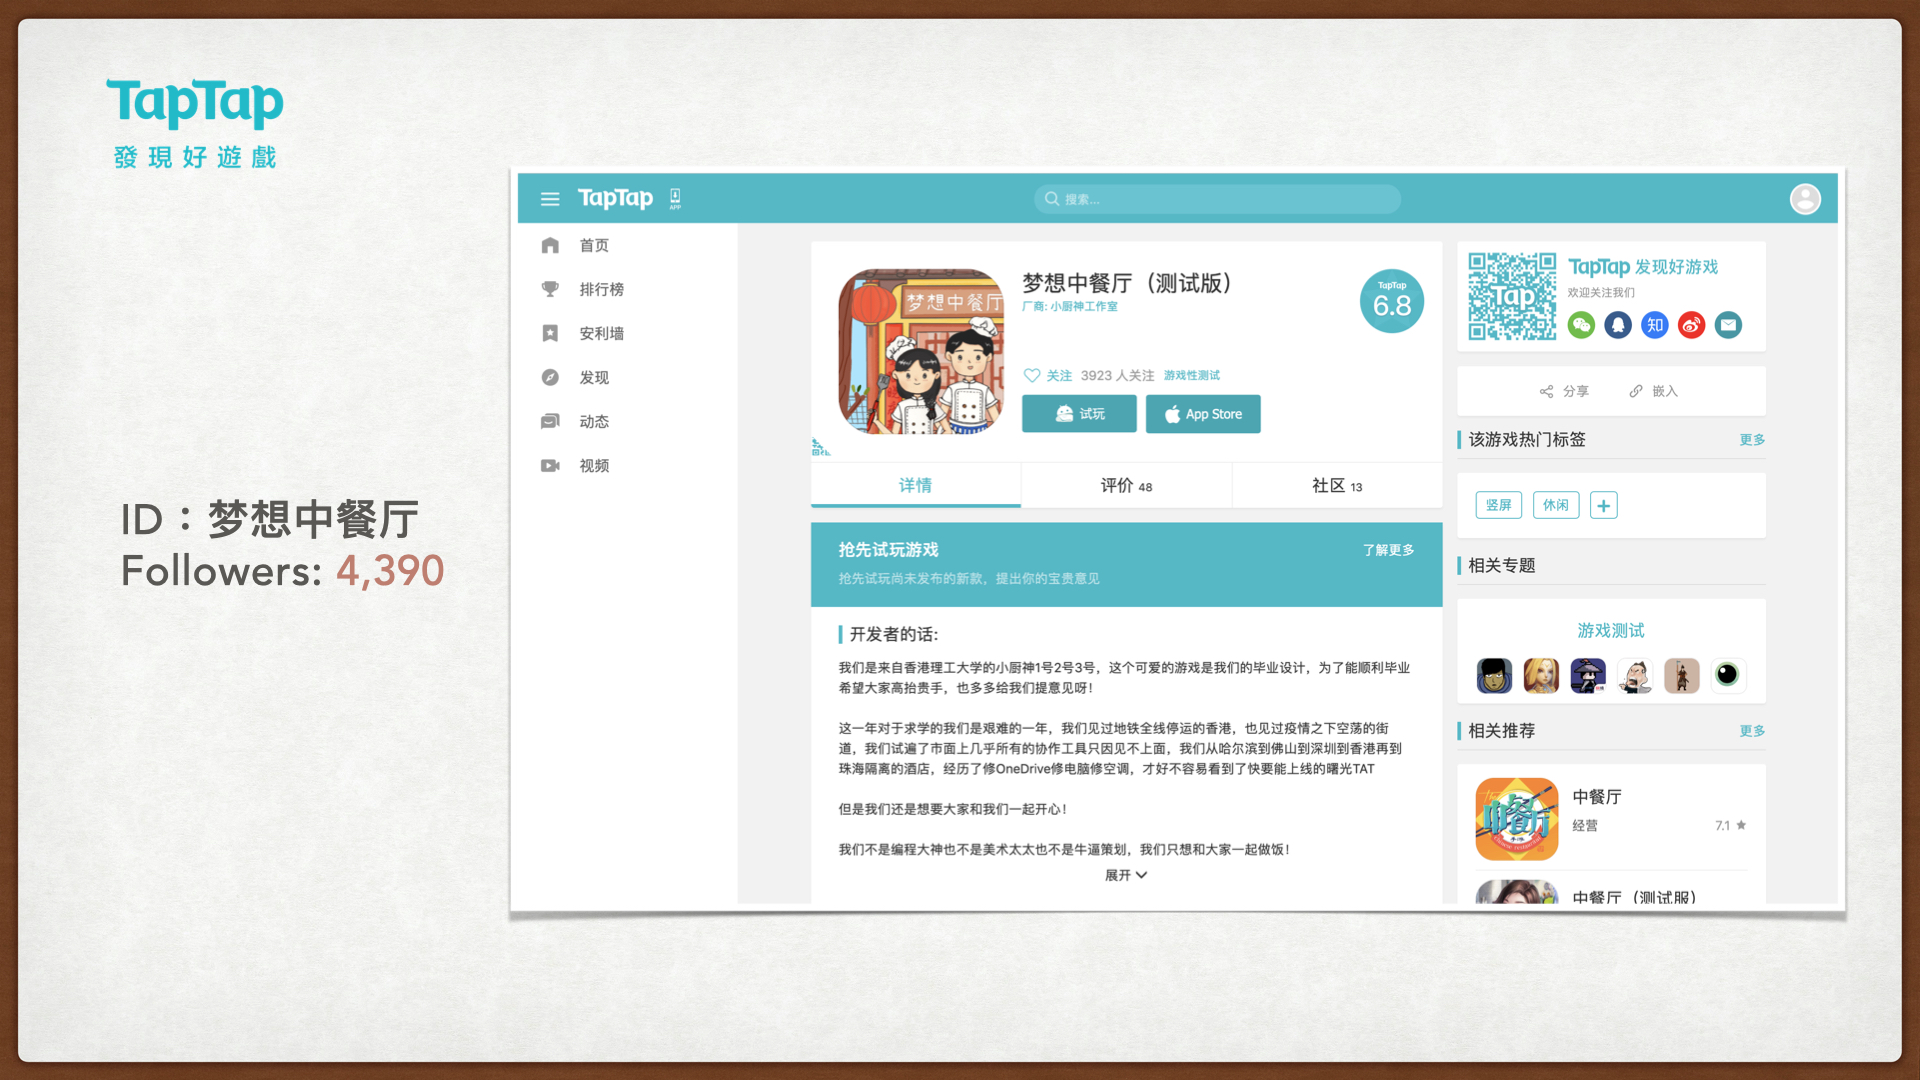 TapTap
發現好遊戲
ID：梦想中餐厅
Followers: 4,390
TapTap
APP
搜索...
首页
排行榜
安利墙
发现
动态
视频
梦想中餐厅
梦想中餐厅（测试版）
厂商: 小厨神工作室
TapTap
6.8
关注 3923 人关注 游戏性测试
试玩
App Store
详情
评价 48
社区 13
抢先试玩游戏
了解更多
抢先试玩尚未发布的新款，提出你的宝贵意见
开发者的话:
我们是来自香港理工大学的小厨神1号2号3号，这个可爱的游戏是我们的毕业设计，为了能顺利毕业
希望大家高抬贵手，也多多给我们提意见呀！
这一年对于求学的我们是艰难的一年，我们见过地铁全线停运的香港，也见过疫情之下空荡的街
道，我们试遍了市面上几乎所有的协作工具只因见不上面，我们从哈尔滨到佛山到深圳到香港再到
珠海隔离的酒店，经历了修OneDrive修电脑修空调，才好不容易看到了快要能上线的曙光TAT
但是我们还是想要大家和我们一起开心！
我们不是编程大神也不是美术太太也不是牛逼策划，我们只想和大家一起做饭！
展开
Tap
TapTap 发现好游戏
欢迎关注我们
知
分享
嵌入
该游戏热门标签
更多
竖屏
休闲
+
相关专题
游戏测试
相关推荐
更多
中餐厅
中餐厅
经营
7.1
中餐厅（测试服）